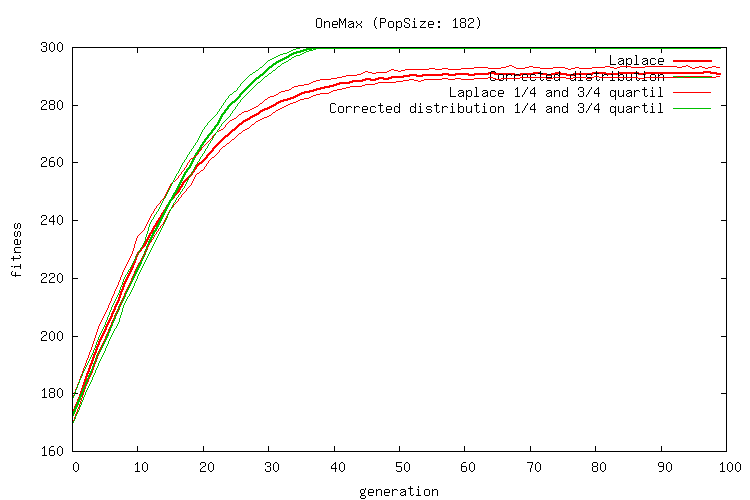 OneMax (PopSize: 182)
300
280
260
240
220
200
180
160
fitness
Laplace
Corrected distribution
Laplace 1/4 and 3/4 quartil
Corrected distribution 1/4 and 3/4 quartil
0 10 20 30 40 50 60 70 80 90 100
generation